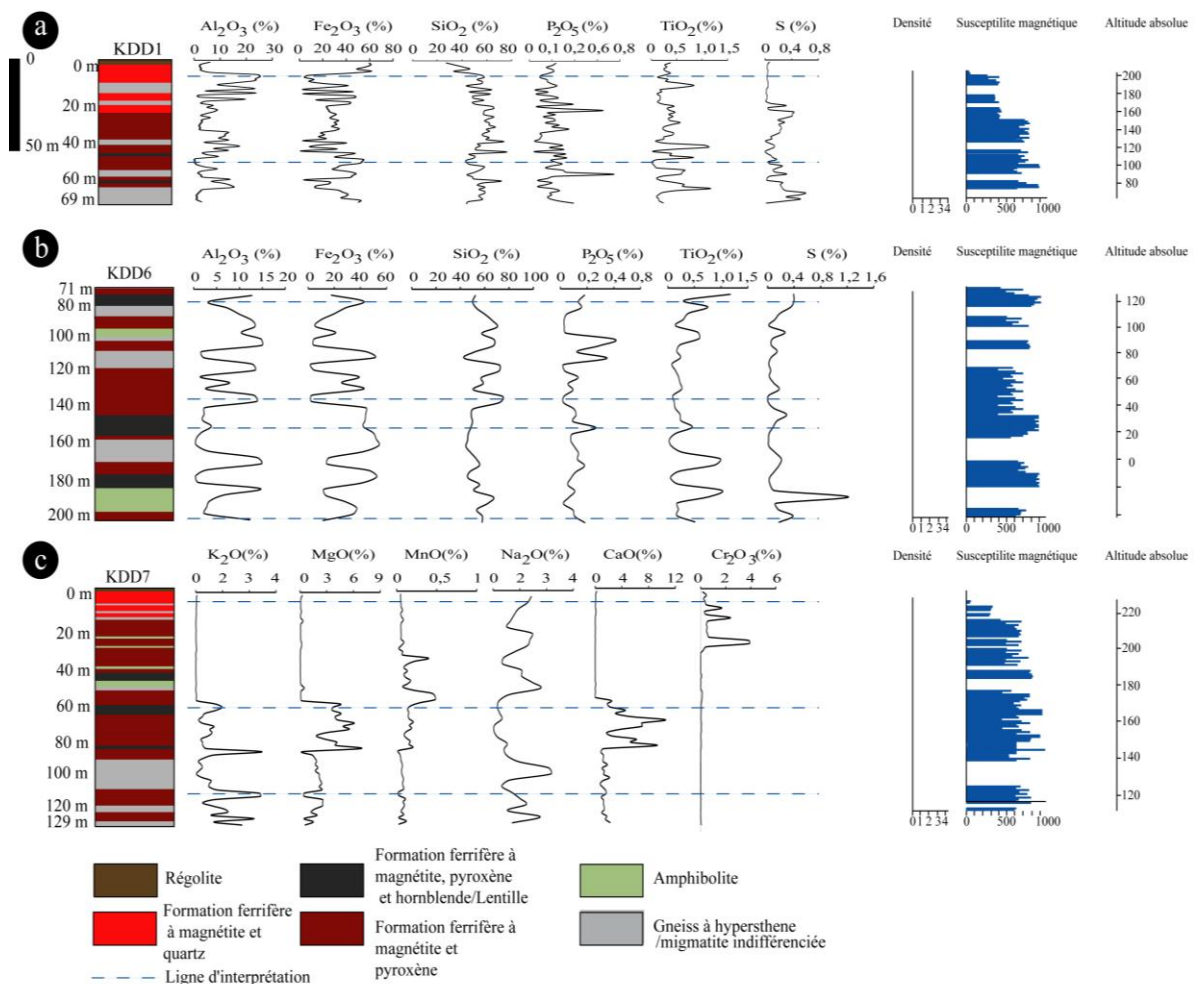 a
KDD1
Al2O3 (%) Fe2O3 (%) SiO2 (%) P2O5 (%) TiO2(%) S (%)
0 10 20 30
0 20 40 60 80
20 40 60 80
0 0,1 0,20 0,6 0,8
0 0,5 1,0 1,5
0 0,4 0,8
Densité Susceptilite magnétique Altitude absolue
0
50 m
0 m
20 m
40 m
60 m
69 m
200
180
160
140
120
100
80
0 1 2 34
0 500 1000
b
KDD6
Al2O3 (%) Fe2O3 (%) SiO2 (%) P2O5 (%) TiO2(%) S (%)
0 5 10 15 20
0 20 40 60 80
0 20 40 60 80 100
0 0,2 0,4 0,8
0 0,5 1,0 1,5
0 0,4 0,8 1,2 1,6
Densité Susceptilite magnétique Altitude absolue
71 m
80 m
100 m
120 m
140 m
160 m
180 m
200 m
120
100
80
60
40
20
0
0 1 2 34
0 500 1000
c
KDD7
K2O(%) MgO(%) MnO(%) Na2O(%) CaO(%) Cr2O3(%)
0 1 2 3 4
0 3 6 9
0 0,5 1
0 1 2 3 4
0 4 8 12
0 2 4 6
Densité Susceptilite magnétique Altitude absolue
0 m
20 m
40 m
60 m
80 m
100 m
120 m
129 m
220
200
180
160
140
120
0 1 2 34
0 500 1000
Régolite
Formation ferrifère
à magnétite et
quartz
Formation ferrifère à
magnétite, pyroxène
et hornblende/Lentille
Formation ferrifère à
magnétite et
pyroxène
Amphibolite
Gneiss à hypersthene
/migmatite indifférenciée
Ligne d'interprétation